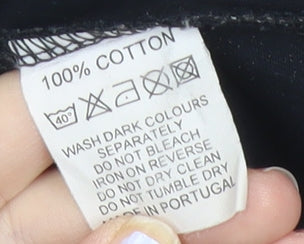 100% COTTON
40°
WASH DARK COLOURS
SEPARATELY
DO NOT BLEACH
IRON ON REVERSE
DO NOT DRY CLEAN
DO NOT TUMBLE DRY
MADE IN PORTUGAL